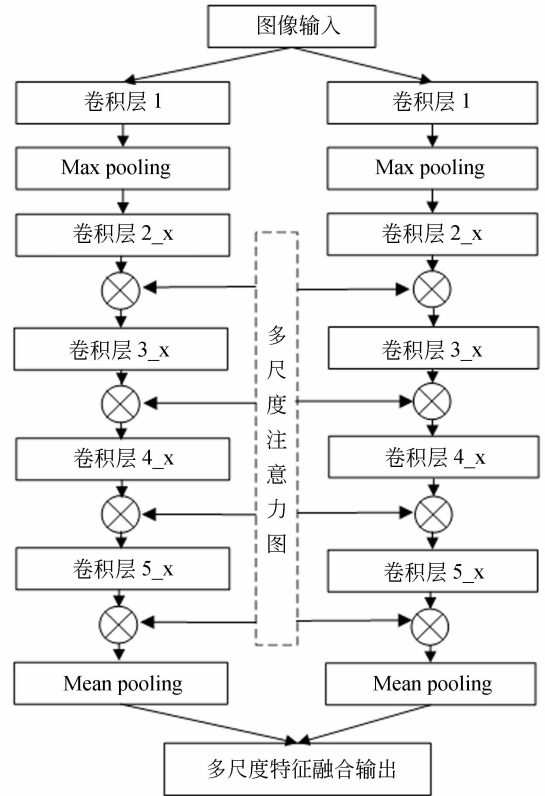 图像输入
卷积层 1
卷积层 1
Max pooling
Max pooling
卷积层 2_x
卷积层 2_x
多尺度注意力图
卷积层 3_x
卷积层 3_x
卷积层 4_x
卷积层 4_x
卷积层 5_x
卷积层 5_x
Mean pooling
Mean pooling
多尺度特征融合输出